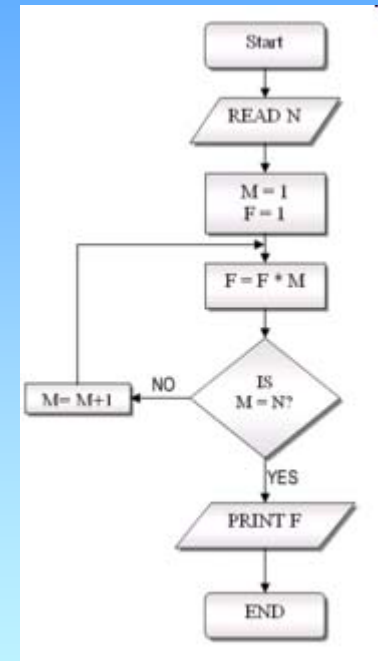 Start
READ N
M = 1
F = 1
F = F * M
IS
M = N?
NO
M= M+1
YES
PRINT F
END